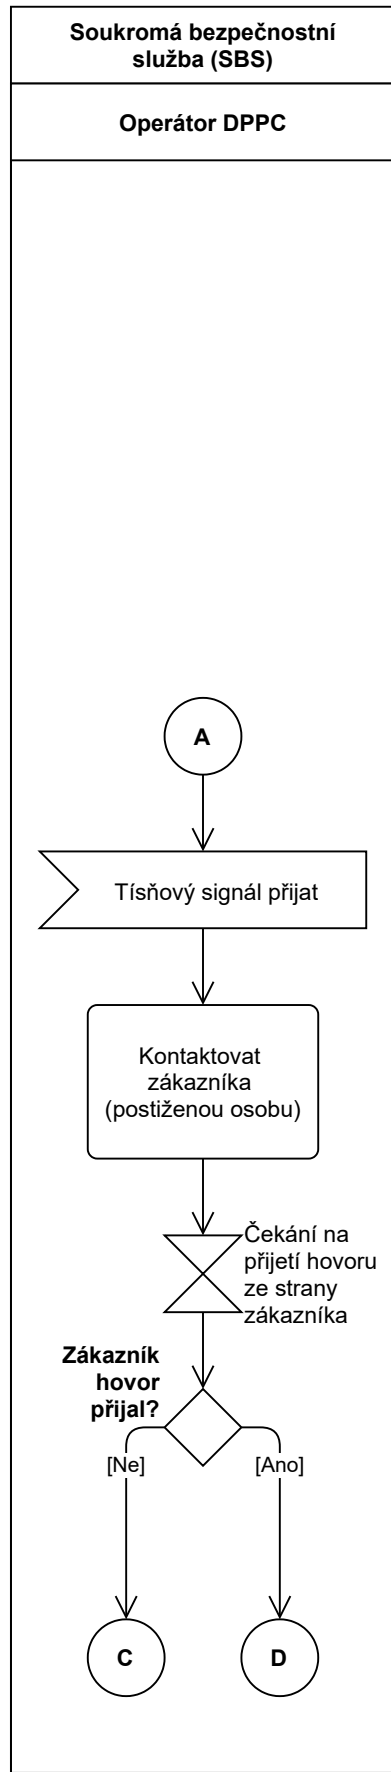 Soukromá bezpečnostní
služba (SBS)
Operátor DPPC
A
Tísňový signál přijat
Kontaktovat
zákazníka
(postiženou osobu)
Čekání na
přijetí hovoru
ze strany
zákazníka
Zákazník
hovor
přijal?
[Ne]
[Ano]
C
D